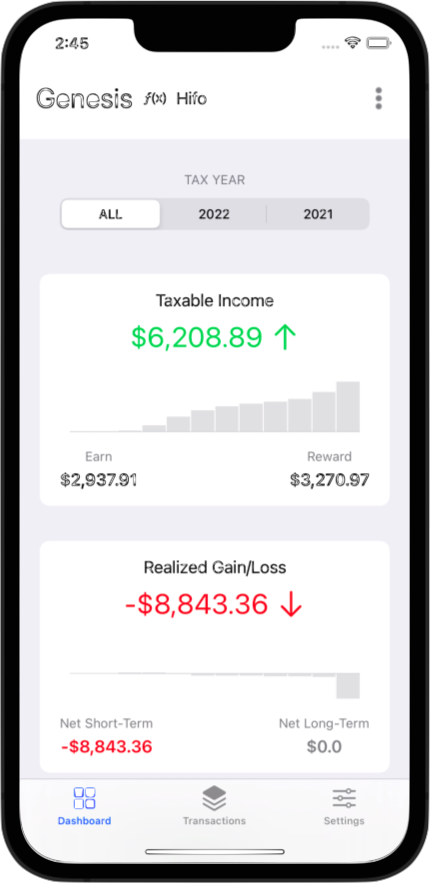 2:45
Genesis ƒ(x) Hifo
TAX YEAR
ALL 2022 2021
Taxable Income
$6,208.89 ↑
Earn Reward
$2,937.91 $3,270.97
Realized Gain/Loss
-$8,843.36 ↓
Net Short-Term Net Long-Term
-$8,843.36 $0.0
Dashboard Transactions Settings